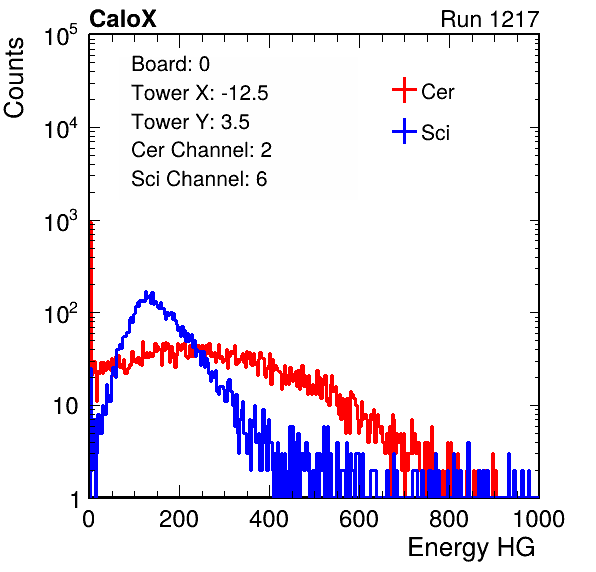 CaloX Run 1217
Counts
Board: 0
Tower X: -12.5
Tower Y: 3.5
Cer Channel: 2
Sci Channel: 6
Cer
Sci
10^5
10^4
10^3
10^2
10
1
0 200 400 600 800 1000
Energy HG